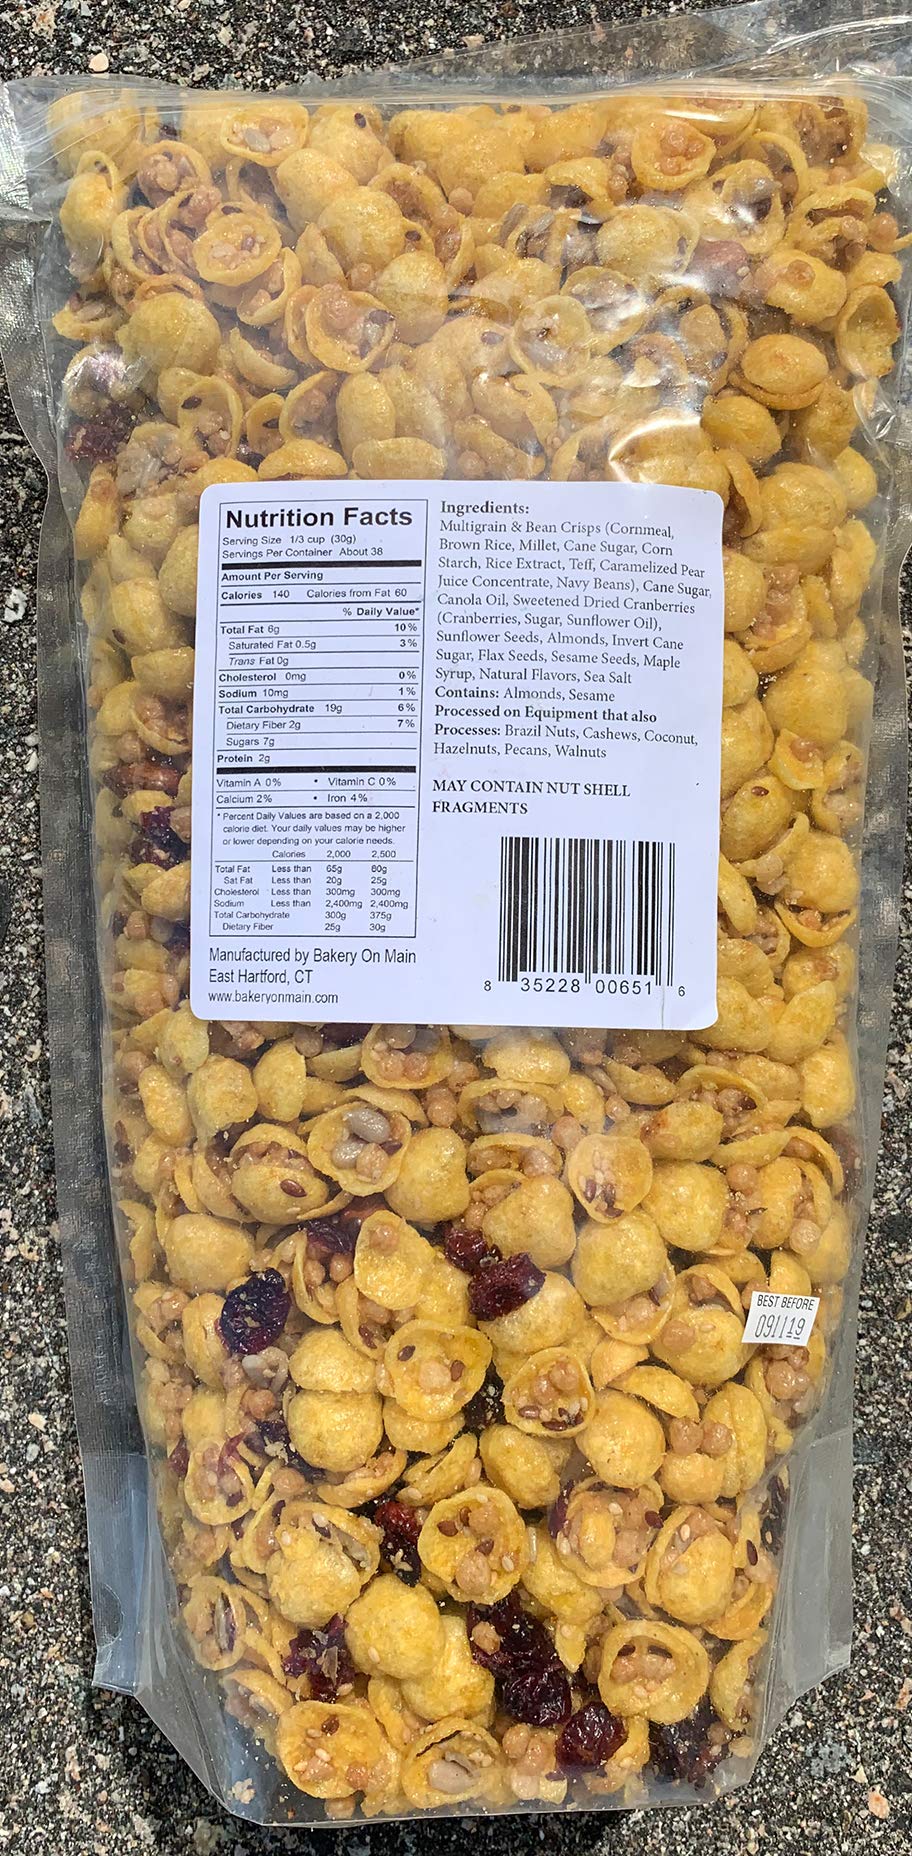 Nutrition Facts
Serving Size 1/3 cup (30g)
Servings Per Container About 38
Amount Per Serving
Calories 140 Calories from Fat 60
% Daily Value*
Total Fat 6g 10%
Saturated Fat 0.5g 3%
Trans Fat 0g
Cholesterol 0mg 0%
Sodium 10mg 1%
Total Carbohydrate 19g 6%
Dietary Fiber 2g 7%
Sugars 7g
Protein 2g
Vitamin A 0% • Vitamin C 0%
Calcium 2% • Iron 4%
* Percent Daily Values are based on a 2,000
calorie diet. Your daily values may be higher
or lower depending on your calorie needs.
Calories 2,000 2,500
Total Fat Less than 65g 80g
Sat Fat Less than 20g 25g
Cholesterol Less than 300mg 300mg
Sodium Less than 2,400mg 2,400mg
Total Carbohydrate 300g 375g
Dietary Fiber 25g 30g
Manufactured by Bakery On Main
East Hartford, CT
www.bakeryonmain.com
Ingredients:
Multigrain & Bean Crisps (Cornmeal,
Brown Rice, Millet, Cane Sugar, Corn
Starch, Rice Extract, Teff, Caramelized Pear
Juice Concentrate, Navy Beans), Cane Sugar,
Canola Oil, Sweetened Dried Cranberries
(Cranberries, Sugar, Sunflower Oil),
Sunflower Seeds, Almonds, Invert Cane
Sugar, Flax Seeds, Sesame Seeds, Maple
Syrup, Natural Flavors, Sea Salt
Contains: Almonds, Sesame
Processed on Equipment that also
Processes: Brazil Nuts, Cashews, Coconut,
Hazelnuts, Pecans, Walnuts
MAY CONTAIN NUT SHELL
FRAGMENTS
8 35228 00651 6
BEST BEFORE
091119